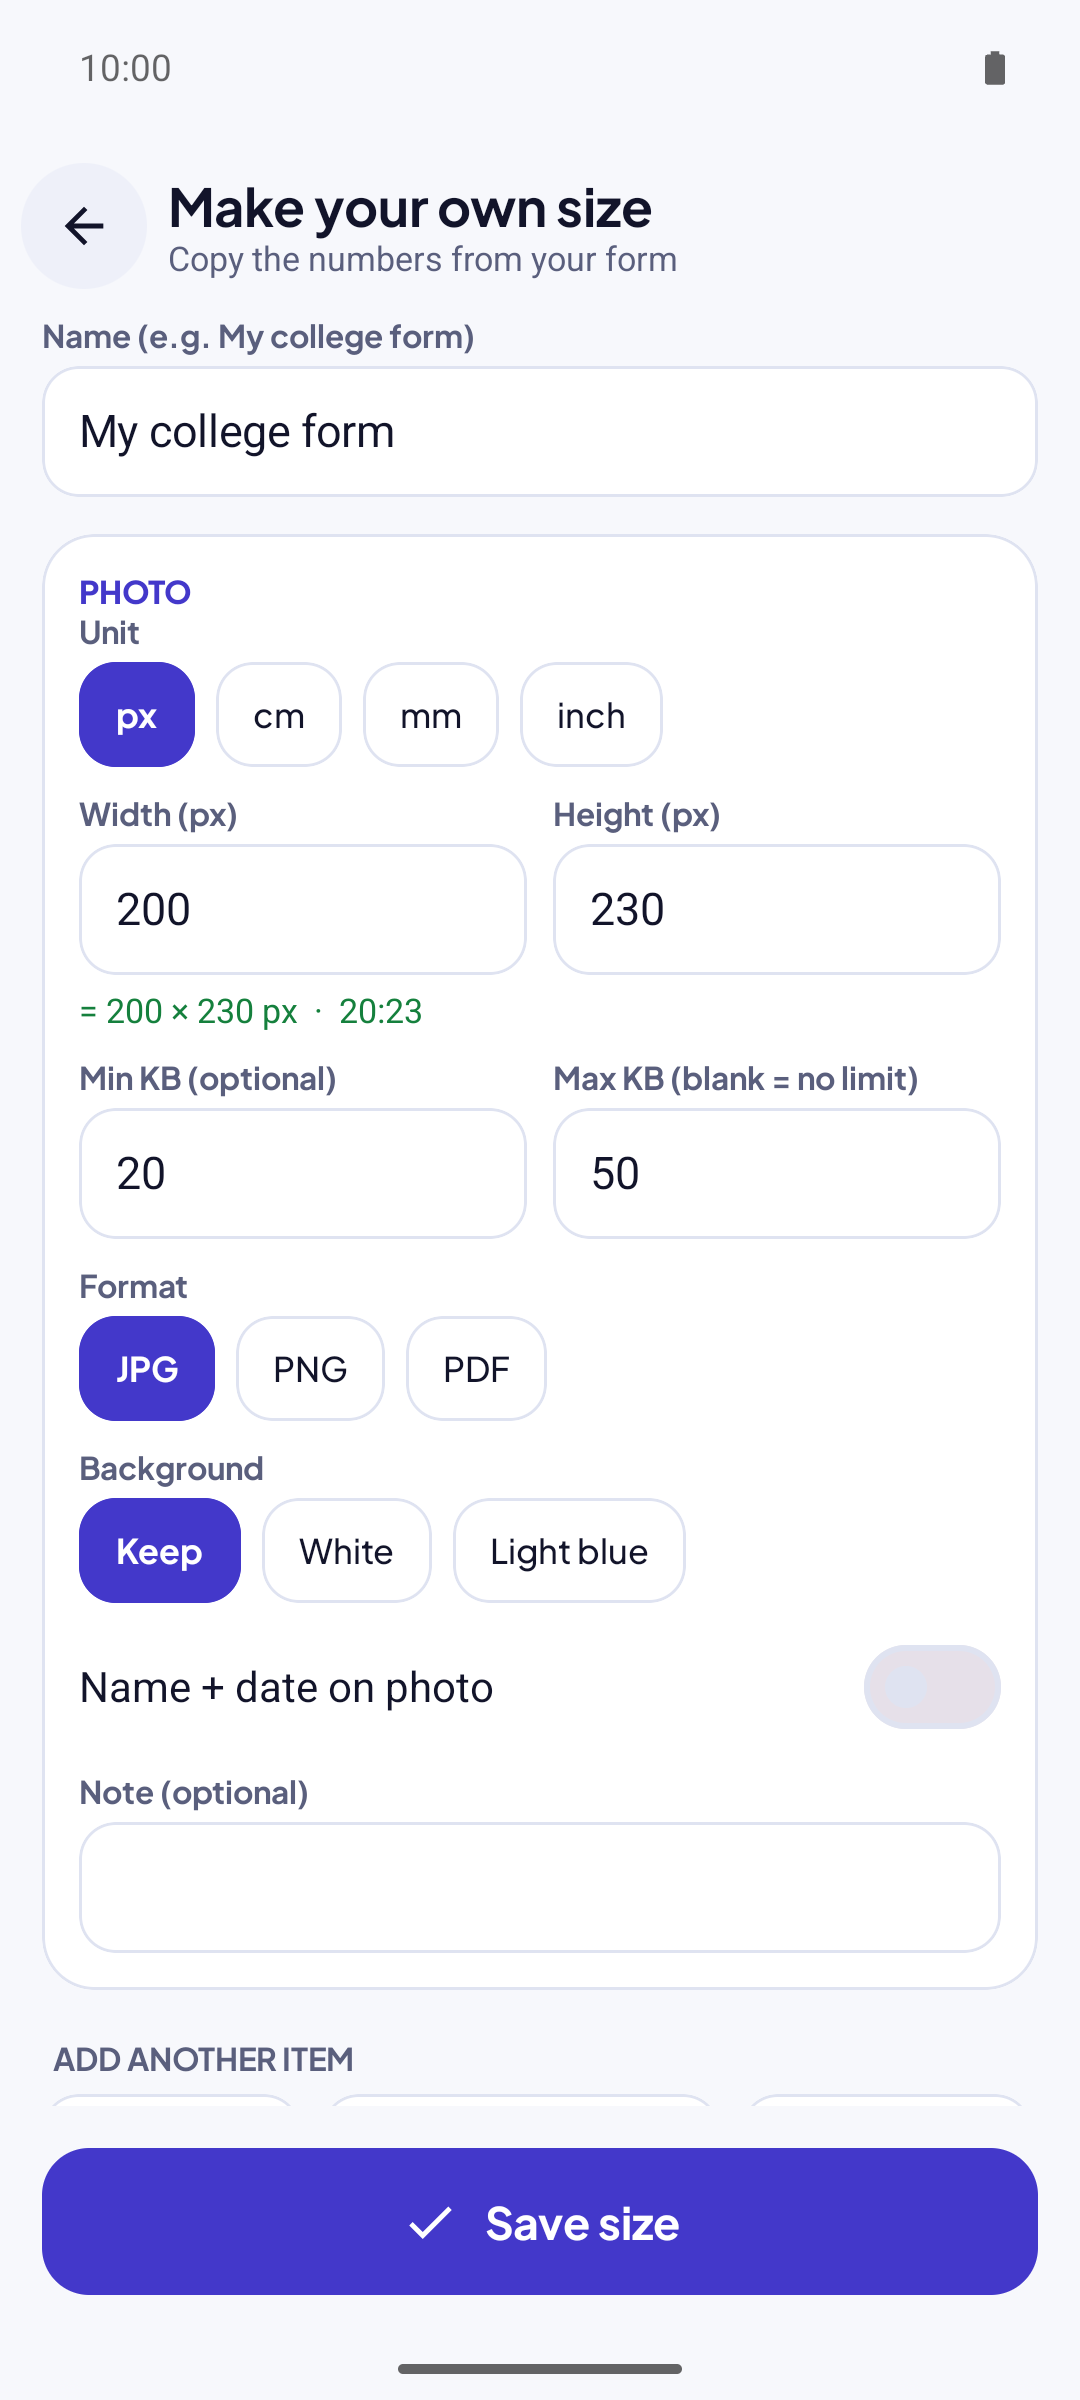 10:00
Make your own size
Copy the numbers from your form
Name (e.g. My college form)
My college form
PHOTO
Unit
px cm mm inch
Width (px) Height (px)
200 230
= 200 × 230 px · 20:23
Min KB (optional) Max KB (blank = no limit)
20 50
Format
JPG PNG PDF
Background
Keep White Light blue
Name + date on photo
Note (optional)
ADD ANOTHER ITEM
Save size